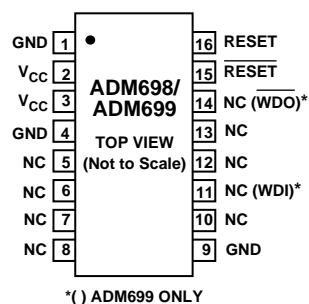 GND 1
16 RESET
VCC 2
15 RESET
VCC 3
14 NC (WDO)*
GND 4
13 NC
NC 5
12 NC
NC 6
11 NC (WDI)*
NC 7
10 NC
NC 8
9 GND
ADM698/
ADM699
TOP VIEW
(Not to Scale)
*( ) ADM699 ONLY